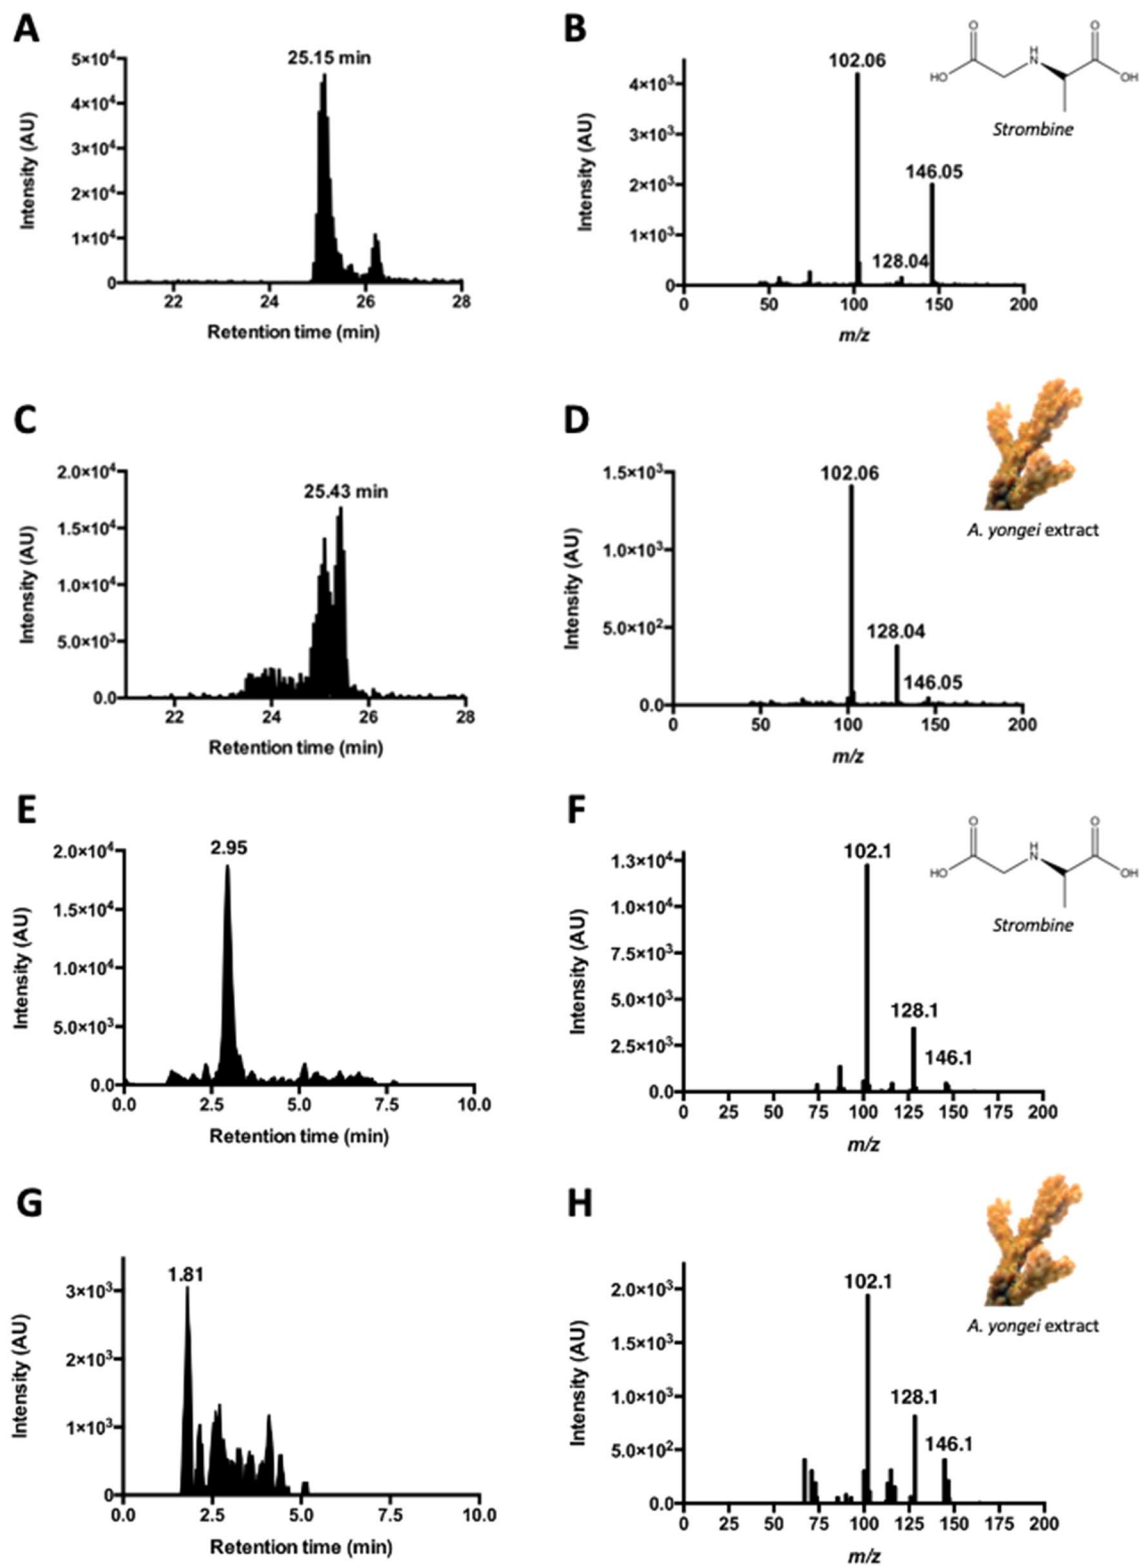 A
25.15 min
5×10⁴
4×10⁴
3×10⁴
2×10⁴
1×10⁴
0
Intensity (AU)
22 24 26 28
Retention time (min)
B
102.06
146.05
128.04
4×10³
3×10³
2×10³
1×10³
0
Intensity (AU)
0 50 100 150 200
m/z
O O
HO H N OH
Strombine
C
25.43 min
2.0×10⁴
1.5×10⁴
1.0×10⁴
5.0×10³
0.0
Intensity (AU)
22 24 26 28
Retention time (min)
D
102.06
128.04
146.05
1.5×10³
1.0×10³
5.0×10²
0.0
Intensity (AU)
0 50 100 150 200
m/z
A. yongei extract
E
2.95
2.0×10⁴
1.5×10⁴
1.0×10⁴
5.0×10³
0.0
Intensity (AU)
0.0 2.5 5.0 7.5 10.0
Retention time (min)
F
102.1
128.1
146.1
1.3×10⁴
1.0×10⁴
7.5×10³
5.0×10³
2.5×10³
0.0
Intensity (AU)
0 25 50 75 100 125 150 175 200
m/z
O O
HO H N OH
Strombine
G
1.81
3×10³
2×10³
1×10³
0
Intensity (AU)
0.0 2.5 5.0 7.5 10.0
Retention time (min)
H
102.1
128.1
146.1
2.0×10³
1.5×10³
1.0×10³
5.0×10²
0.0
Intensity (AU)
0 25 50 75 100 125 150 175 200
m/z
A. yongei extract